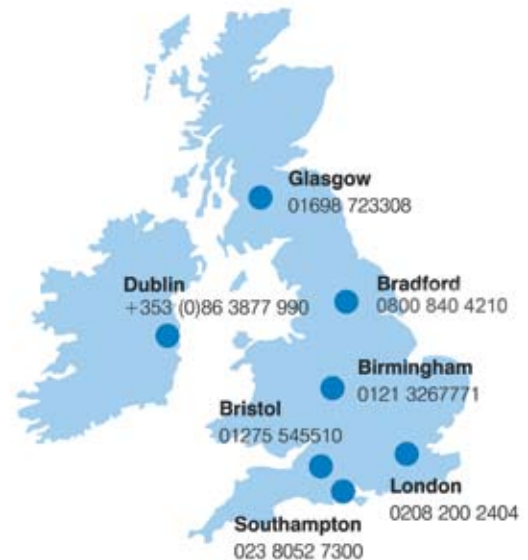 Glasgow
01698 723308
Dublin
+353 (0)86 3877 990
Bradford
0800 840 4210
Birmingham
0121 3267771
Bristol
01275 545510
London
0208 200 2404
Southampton
023 8052 7300